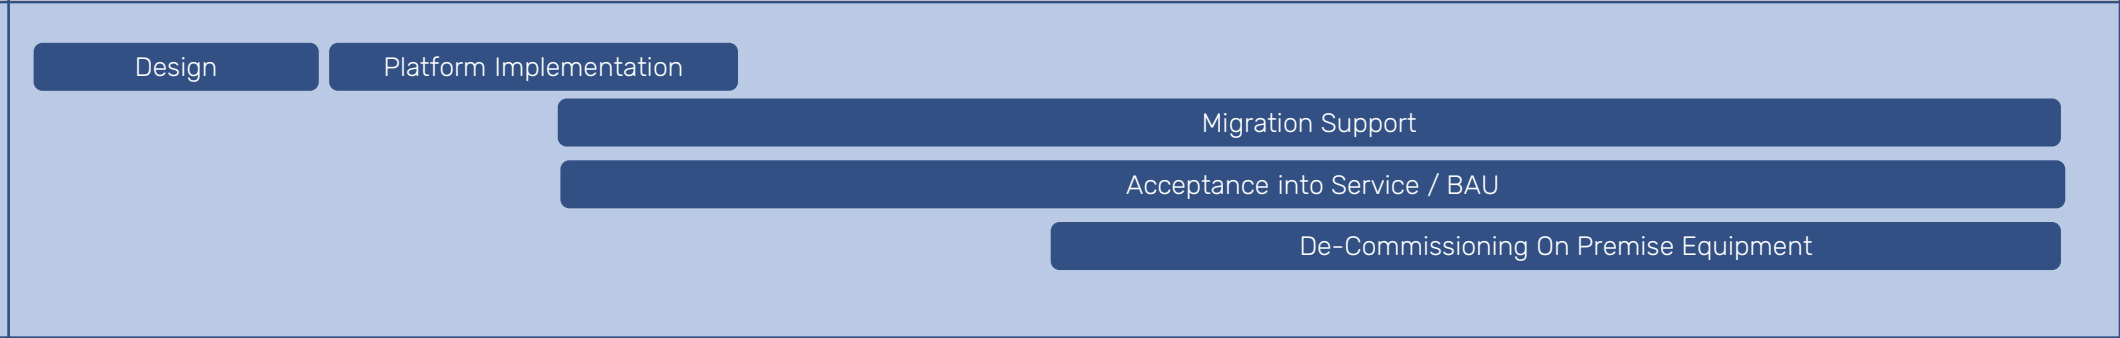 Design
Platform Implementation
Migration Support
Acceptance into Service / BAU
De-Commissioning On Premise Equipment